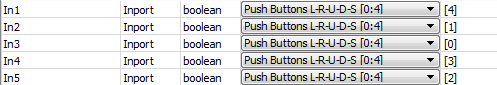 In1 Inport boolean Push Buttons L-R-U-D-S [0:4] [4]
In2 Inport boolean Push Buttons L-R-U-D-S [0:4] [1]
In3 Inport boolean Push Buttons L-R-U-D-S [0:4] [0]
In4 Inport boolean Push Buttons L-R-U-D-S [0:4] [3]
In5 Inport boolean Push Buttons L-R-U-D-S [0:4] [2]